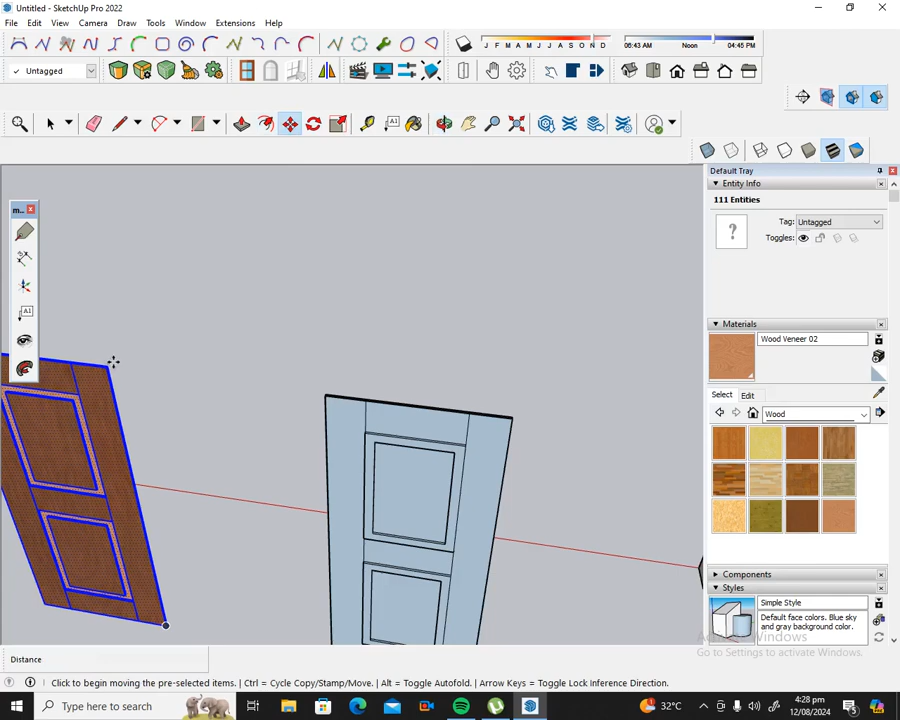 Untitled - SketchUp Pro 2022
File Edit View Camera Draw Tools Window Extensions Help
J F M A M J J A S O N D
06:43 AM Noon 04:45 PM
Untagged
Default Tray
Entity Info
111 Entities
Tag: Untagged
Toggles:
m...
Materials
Wood Veneer 02
Select Edit
Wood
Components
Styles
Simple Style
Default face colors. Blue sky
and gray background color.
Activate Windows
Go to Settings to activate Windows.
Distance
Click to begin moving the pre-selected items. | Ctrl = Cycle Copy/Stamp/Move. | Alt = Toggle Autofold. | Arrow Keys = Toggle Lock Inference Direction.
Type here to search
32°C
4:28 pm
12/08/2024
5